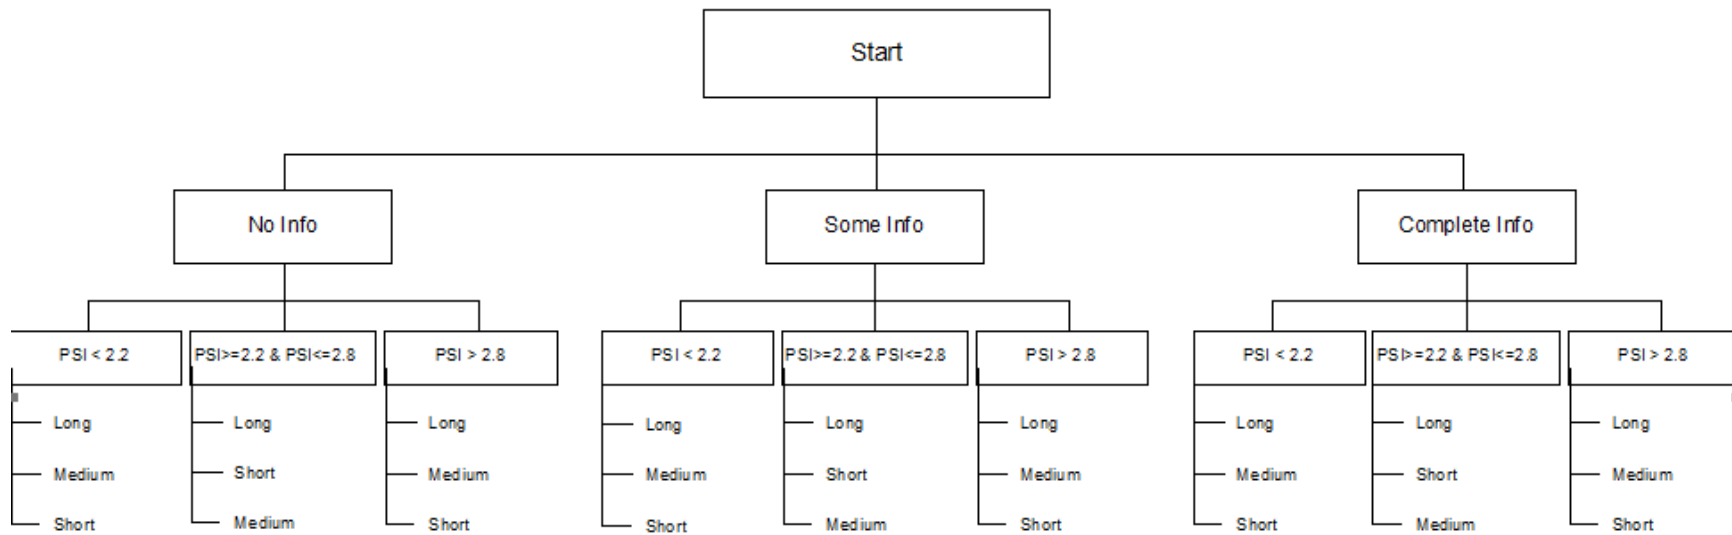 Start
No Info
Some Info
Complete Info
PSI < 2.2
PSI>=2.2 & PSI<=2.8
PSI > 2.8
PSI < 2.2
PSI>=2.2 & PSI<=2.8
PSI > 2.8
PSI < 2.2
PSI>=2.2 & PSI<=2.8
PSI > 2.8
Long
Medium
Short
Long
Short
Medium
Long
Medium
Short
Long
Medium
Short
Long
Short
Medium
Long
Medium
Short
Long
Medium
Short
Long
Short
Medium
Long
Medium
Short